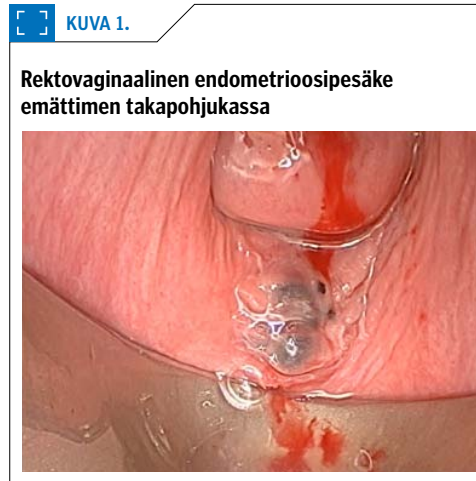 KUVA 1.
Rektovaginaalinen endometrioosipesäke
emättimen takapohjukassa